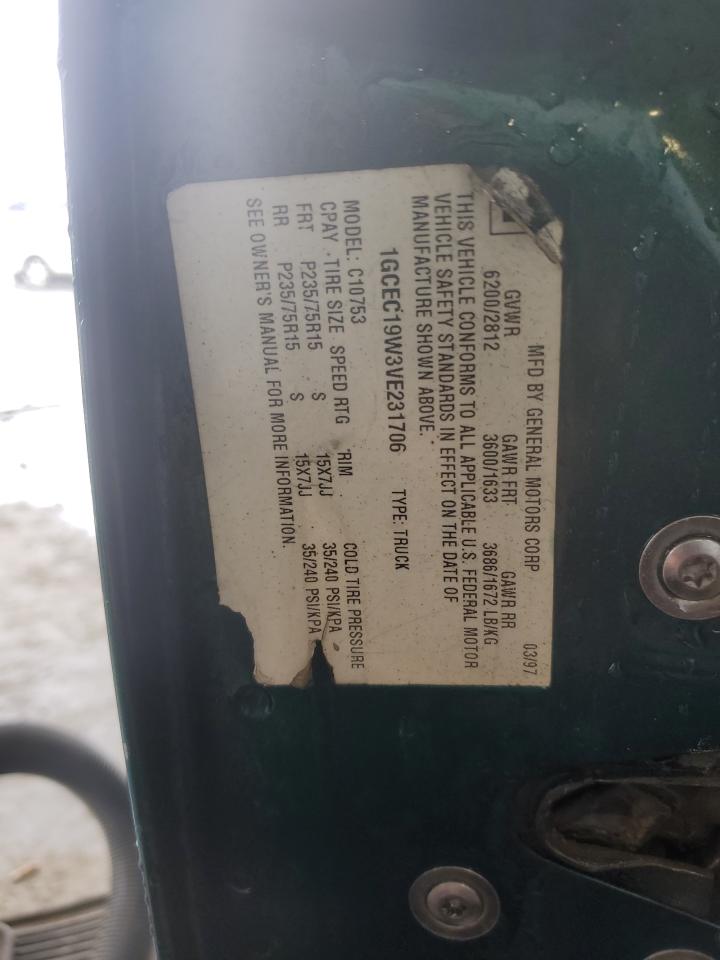 MFD BY GENERAL MOTORS CORP 03/97
GVWR GAWR FRT GAWR RR
6200/2812 3600/1633 3686/1672 LB/KG
THIS VEHICLE CONFORMS TO ALL APPLICABLE U.S. FEDERAL MOTOR
VEHICLE SAFETY STANDARDS IN EFFECT ON THE DATE OF
MANUFACTURE SHOWN ABOVE.
1GCEC19W3VE231706 TYPE: TRUCK
MODEL: C10753 COLD TIRE PRESSURE
CPAY TIRE SIZE SPEED RTG RIM
FRT P235/75R15 S 15X7JJ 35/240 PSI/KPA
RR P235/75R15 S 15X7JJ 35/240 PSI/KPA
SEE OWNER'S MANUAL FOR MORE INFORMATION.